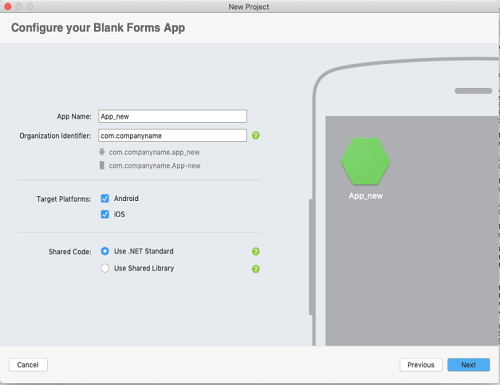 New Project
Configure your Blank Forms App
App Name: App_new
Organization Identifier: com.companyname ?
com.companyname.app_new
com.companyname.App-new
App_new
Target Platforms: Android
iOS
Shared Code: Use .NET Standard ?
Use Shared Library ?
Cancel Previous Next